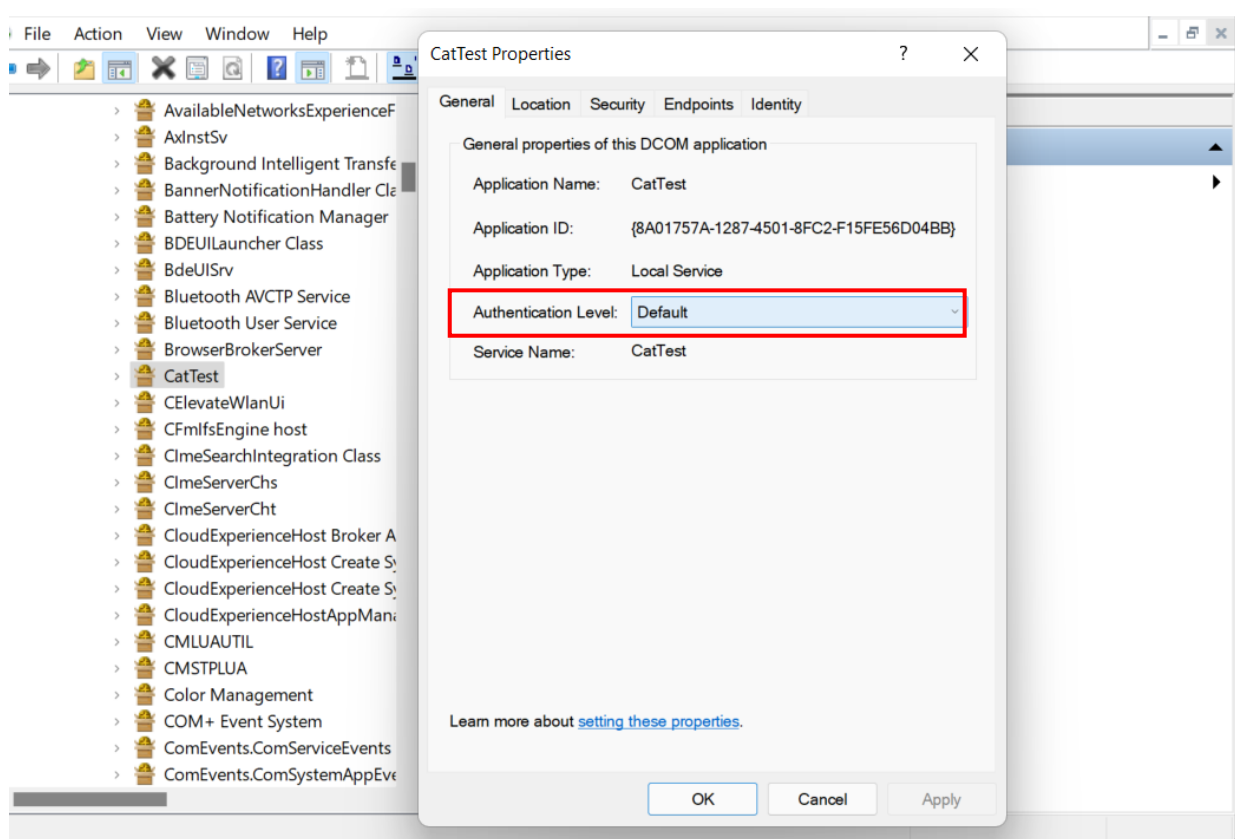 File Action View Window Help
AvailableNetworksExperienceF
AxInstSv
Background Intelligent Transfe
BannerNotificationHandler Cla
Battery Notification Manager
BDEUILauncher Class
BdeUISrv
Bluetooth AVCTP Service
Bluetooth User Service
BrowserBrokerServer
CatTest
CElevateWlanUi
CFmIfsEngine host
CImeSearchIntegration Class
CImeServerChs
CImeServerCht
CloudExperienceHost Broker A
CloudExperienceHost Create Sy
CloudExperienceHost Create Sy
CloudExperienceHostAppMana
CMLUAUTIL
CMSTPLUA
Color Management
COM+ Event System
ComEvents.ComServiceEvents
ComEvents.ComSystemAppEve
CatTest Properties
General Location Security Endpoints Identity
General properties of this DCOM application
Application Name: CatTest
Application ID: {8A01757A-1287-4501-8FC2-F15FE56D04BB}
Application Type: Local Service
Authentication Level: Default
Service Name: CatTest
Learn more about setting these properties.
OK Cancel Apply